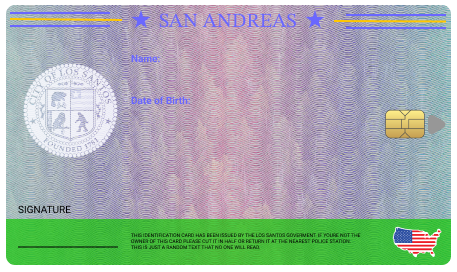 ★ SAN ANDREAS ★
Name:
Date of Birth:
CITY OF LOS SANTOS
FOUNDED 1781
SIGNATURE
THIS IDENTIFICATION CARD HAS BEEN ISSUED BY THE LOS SANTOS GOVERMENT. IF YOURE NOT THE
OWNER OF THIS CARD PLEASE CUT IT IN HALF OR RETURN IT AT THE NEAREST POLICE STATION.
THIS IS JUST A RANDOM TEXT THAT NO ONE WILL READ.